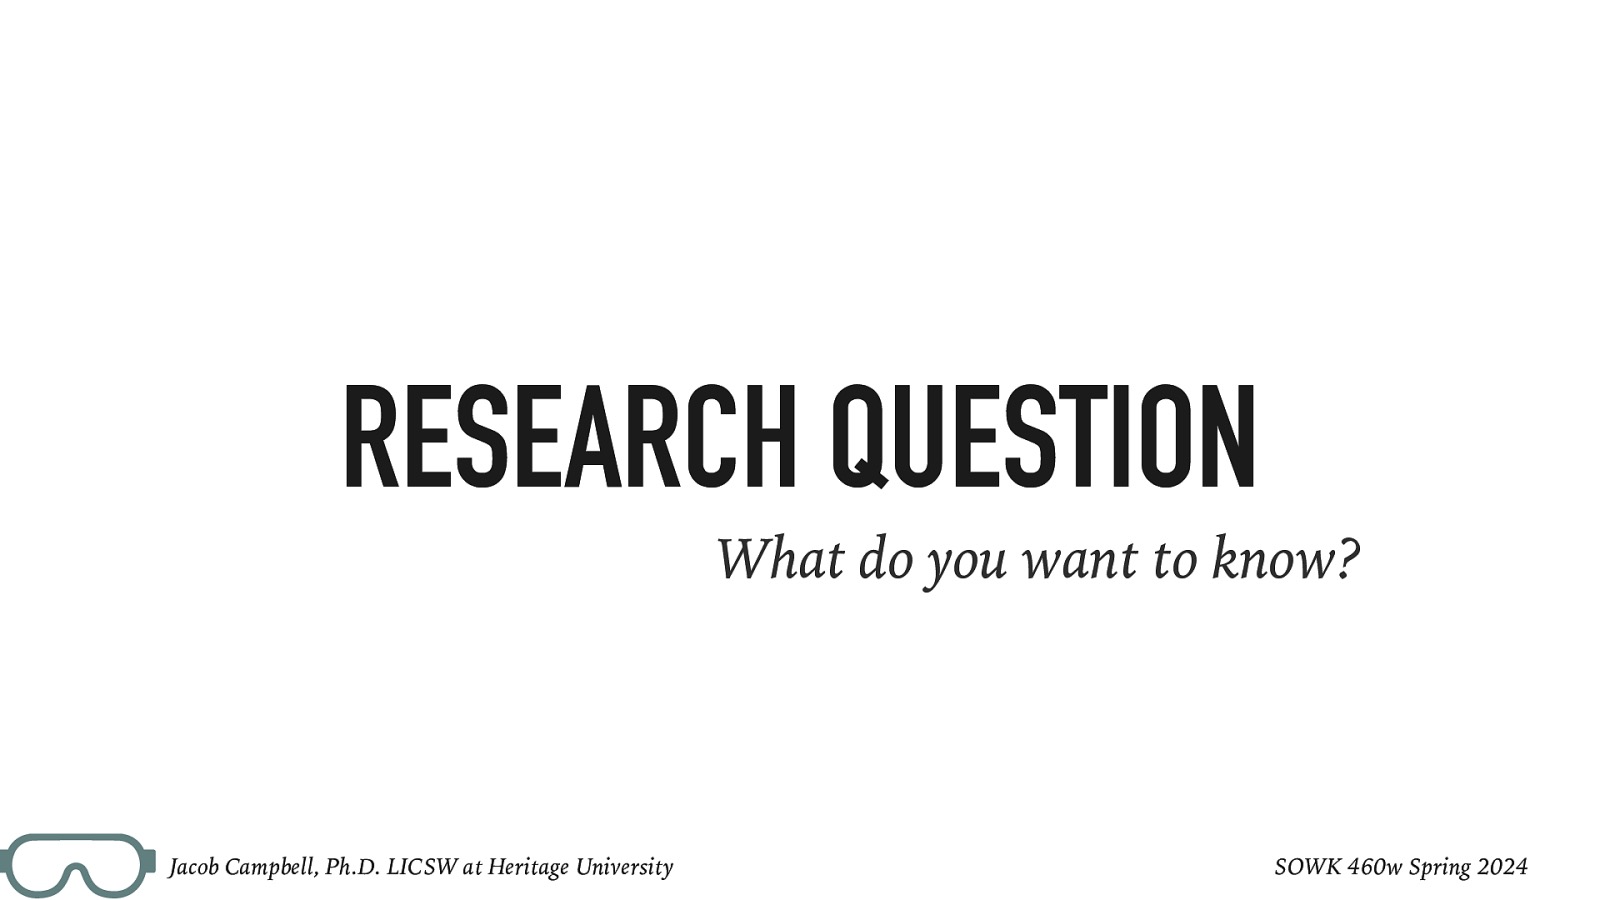 RESEARCH QUESTION
What do you want to know?
Jacob Campbell, Ph.D. LICSW at Heritage University
SOWK 460w Spring 2024